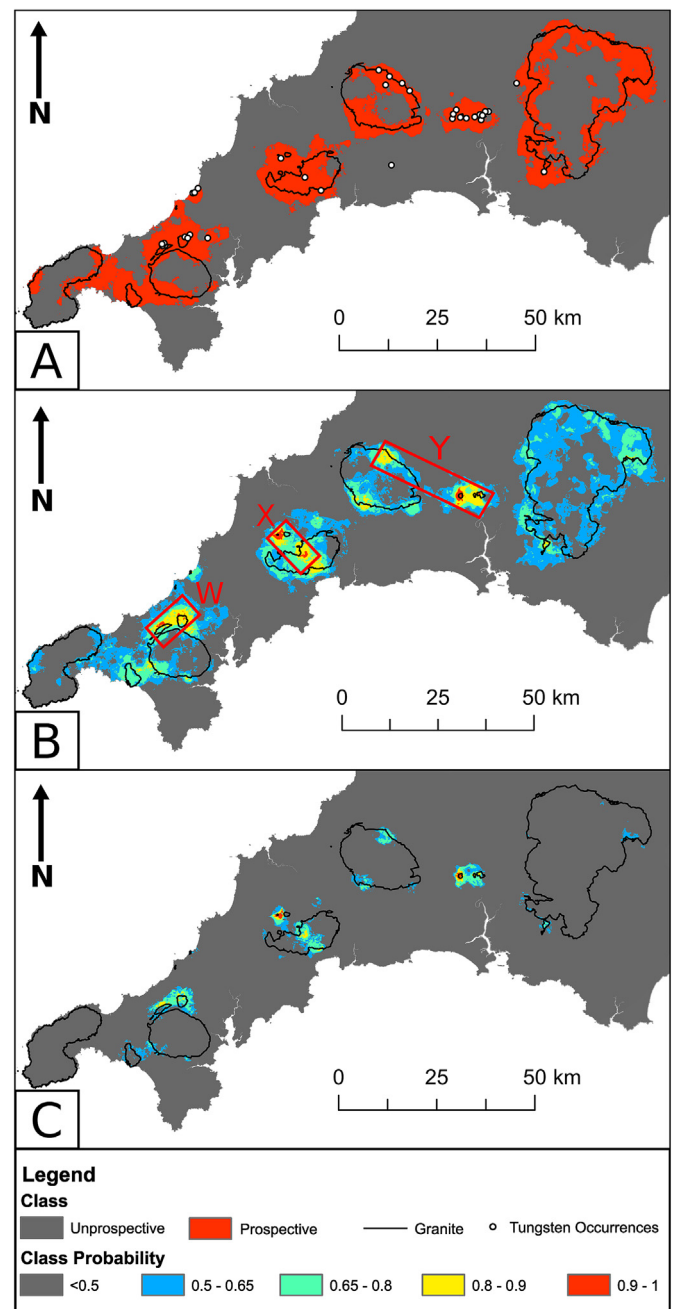 N
0 25 50 km
A
Y
X
N
W
0 25 50 km
B
N
0 25 50 km
C
Legend
Class
Unprospective Prospective Granite Tungsten Occurrences
Class Probability
<0.5 0.5 - 0.65 0.65 - 0.8 0.8 - 0.9 0.9 - 1